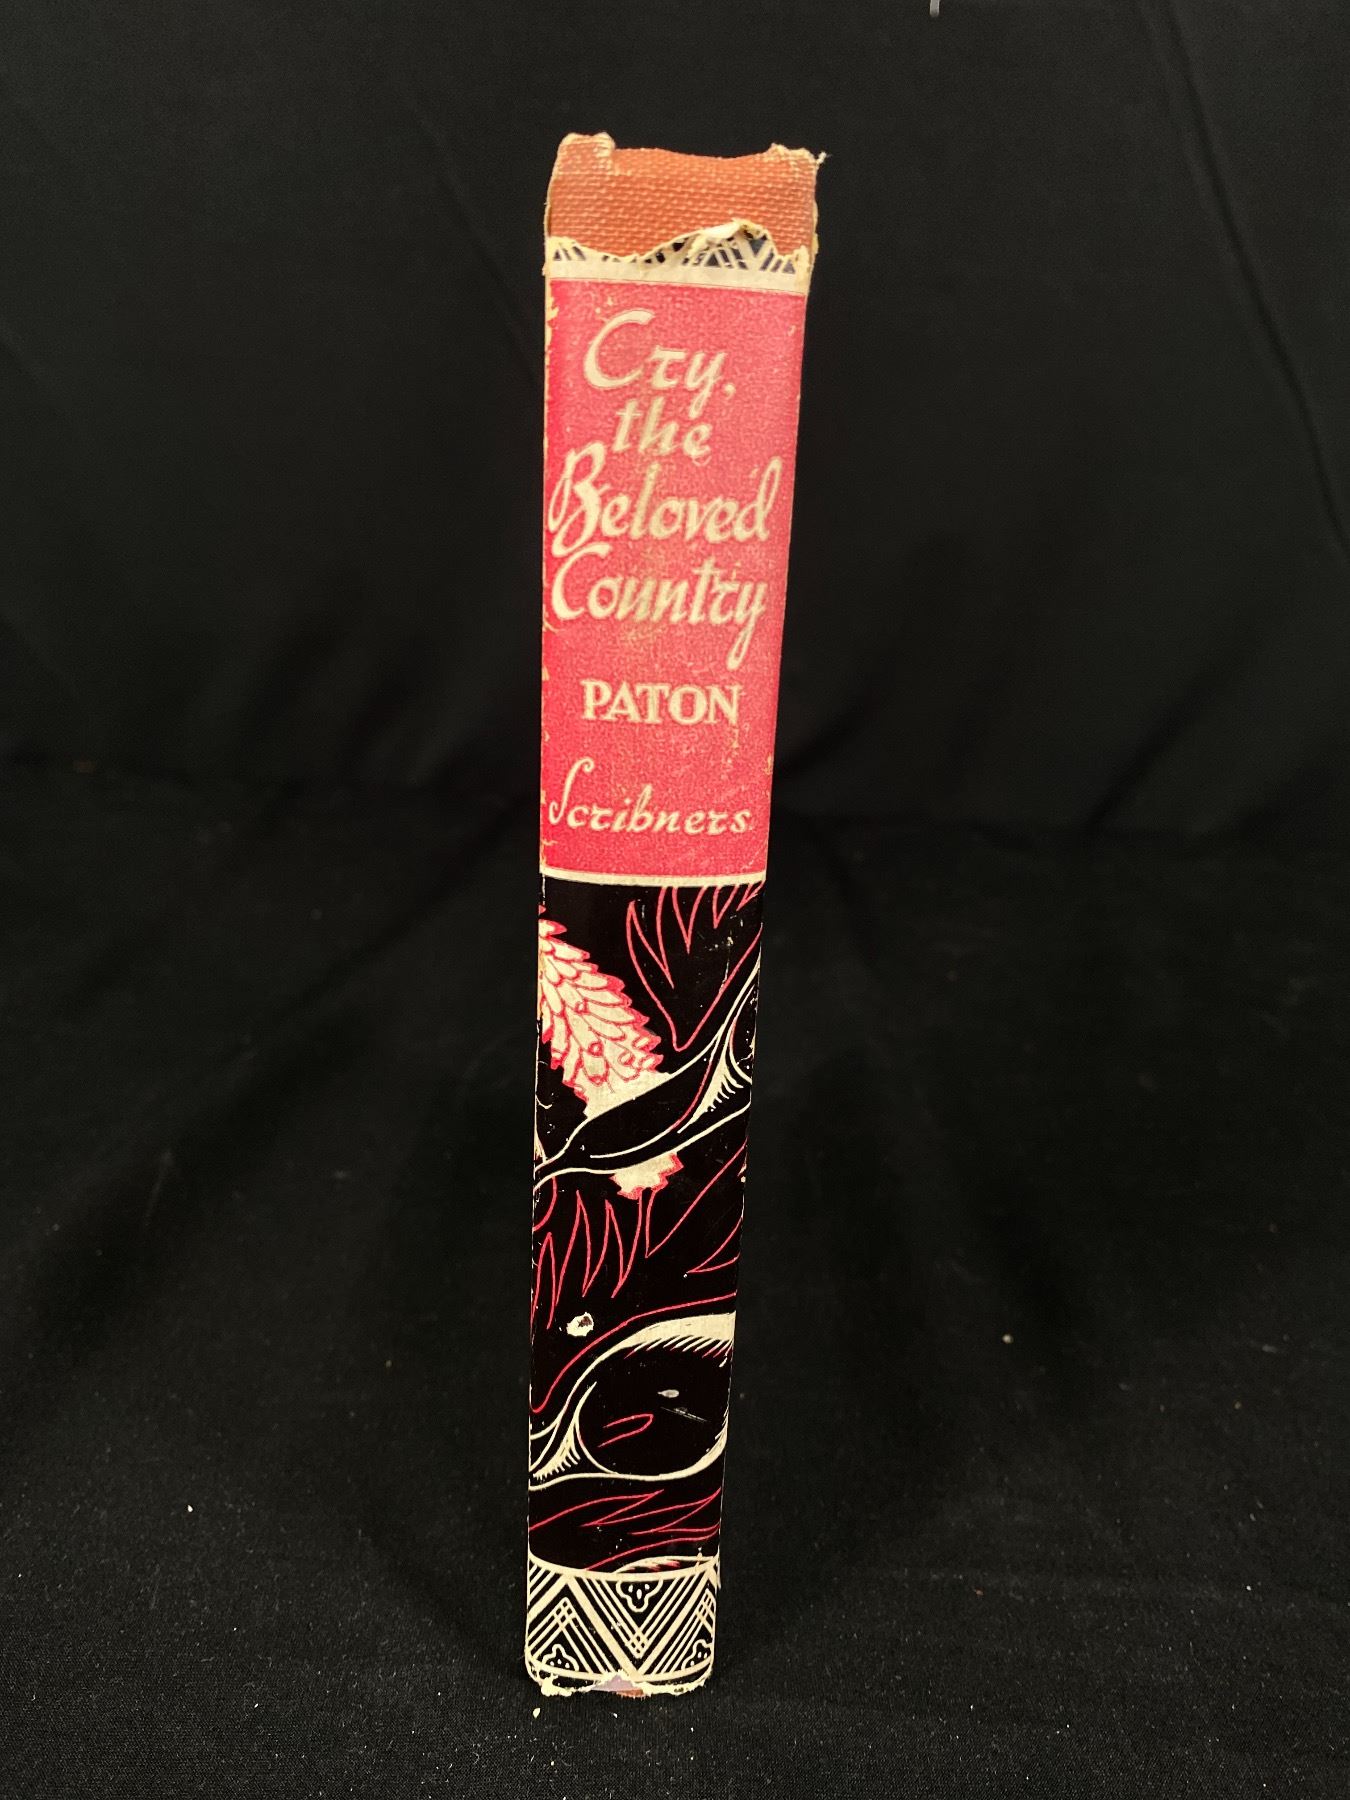 Cry,
the
Beloved
Country
PATON
Scribners